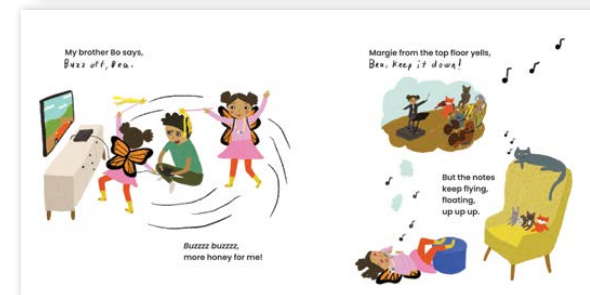 My brother Bo says,
Buzz off, Bea.
Buzzzz buzzzz,
more honey for me!
Margie from the top floor yells,
Bea, keep it down!
But the notes
keep flying,
floating,
up up up.